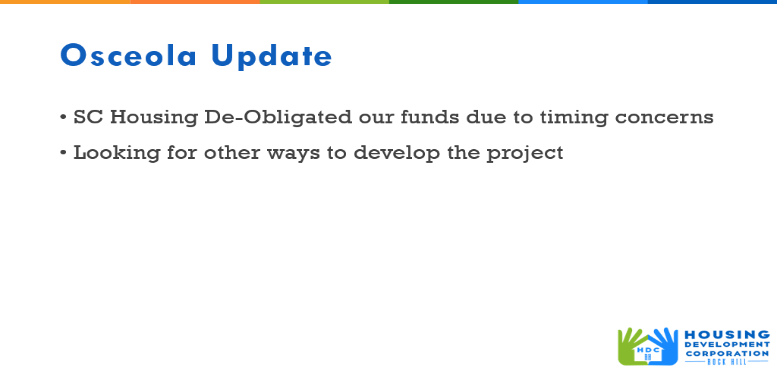 Osceola Update
• SC Housing De-Obligated our funds due to timing concerns
• Looking for other ways to develop the project
HDC
HOUSING
DEVELOPMENT
CORPORATION
ROCK HILL